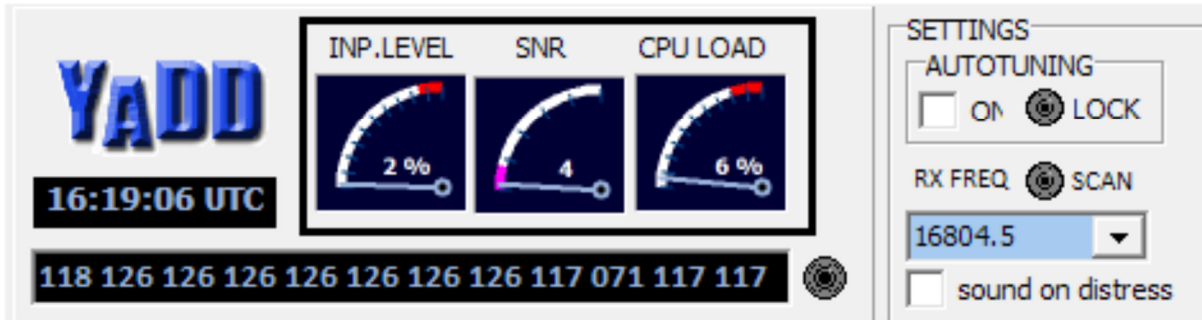 YADD
16:19:06 UTC
INP.LEVEL SNR CPU LOAD
2 % 4 6 %
118 126 126 126 126 126 126 126 117 071 117 117
SETTINGS
AUTOTUNING
ON LOCK
RX FREQ SCAN
16804.5
sound on distress